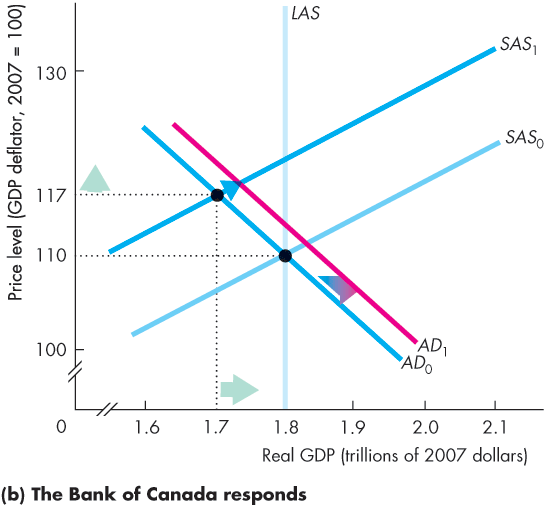 Price level (GDP deflator, 2007 = 100)
LAS
SAS1
130
SAS0
117
110
100
AD1
AD0
0
1.6
1.7
1.8
1.9
2.0
2.1
Real GDP (trillions of 2007 dollars)
(b) The Bank of Canada responds